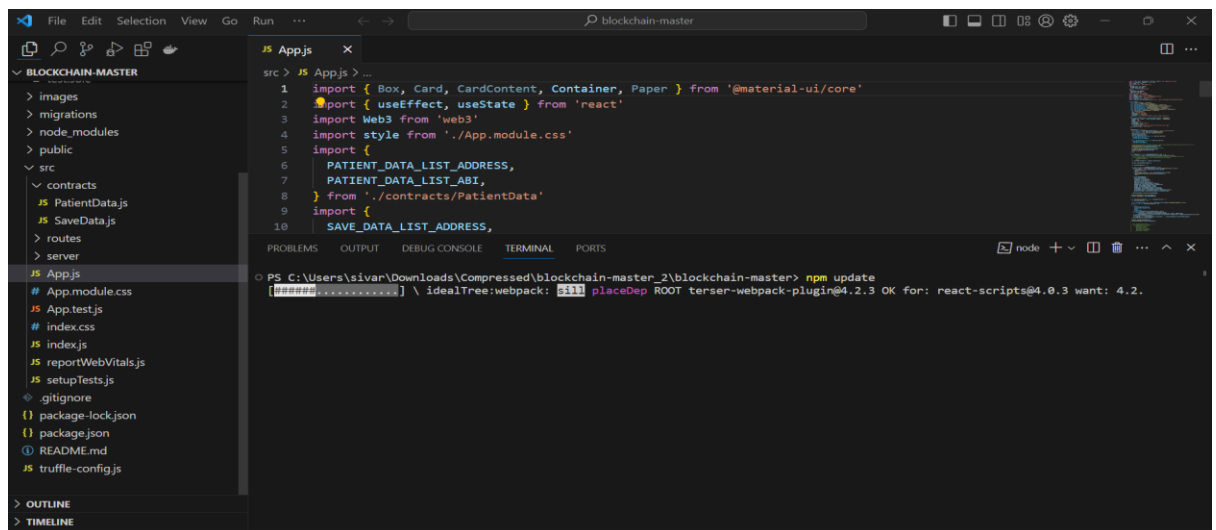 File Edit Selection View Go Run ... blockchain-master
BLOCKCHAIN-MASTER
> images
> migrations
> node_modules
> public
src
contracts
JS PatientData.js
JS SaveData.js
> routes
> server
JS App.js
# App.module.css
JS App.test.js
# index.css
JS index.js
JS reportWebVitals.js
JS setupTests.js
.gitignore
{} package-lock.json
{} package.json
README.md
JS truffle-config.js
> OUTLINE
> TIMELINE
JS App.js ×
src > JS App.js > ...
1 import { Box, Card, CardContent, Container, Paper } from '@material-ui/core'
2 import { useEffect, useState } from 'react'
3 import Web3 from 'web3'
4 import style from './App.module.css'
5 import {
6 PATIENT_DATA_LIST_ADDRESS,
7 PATIENT_DATA_LIST_ABI,
8 } from './contracts/PatientData'
9 import {
10 SAVE_DATA_LIST_ADDRESS,
PROBLEMS OUTPUT DEBUG CONSOLE TERMINAL PORTS node
PS C:\Users\sivar\Downloads\Compressed\blockchain-master_2\blockchain-master> npm update
[######............] \ idealTree:webpack: sill placeDep ROOT terser-webpack-plugin@4.2.3 OK for: react-scripts@4.0.3 want: 4.2.